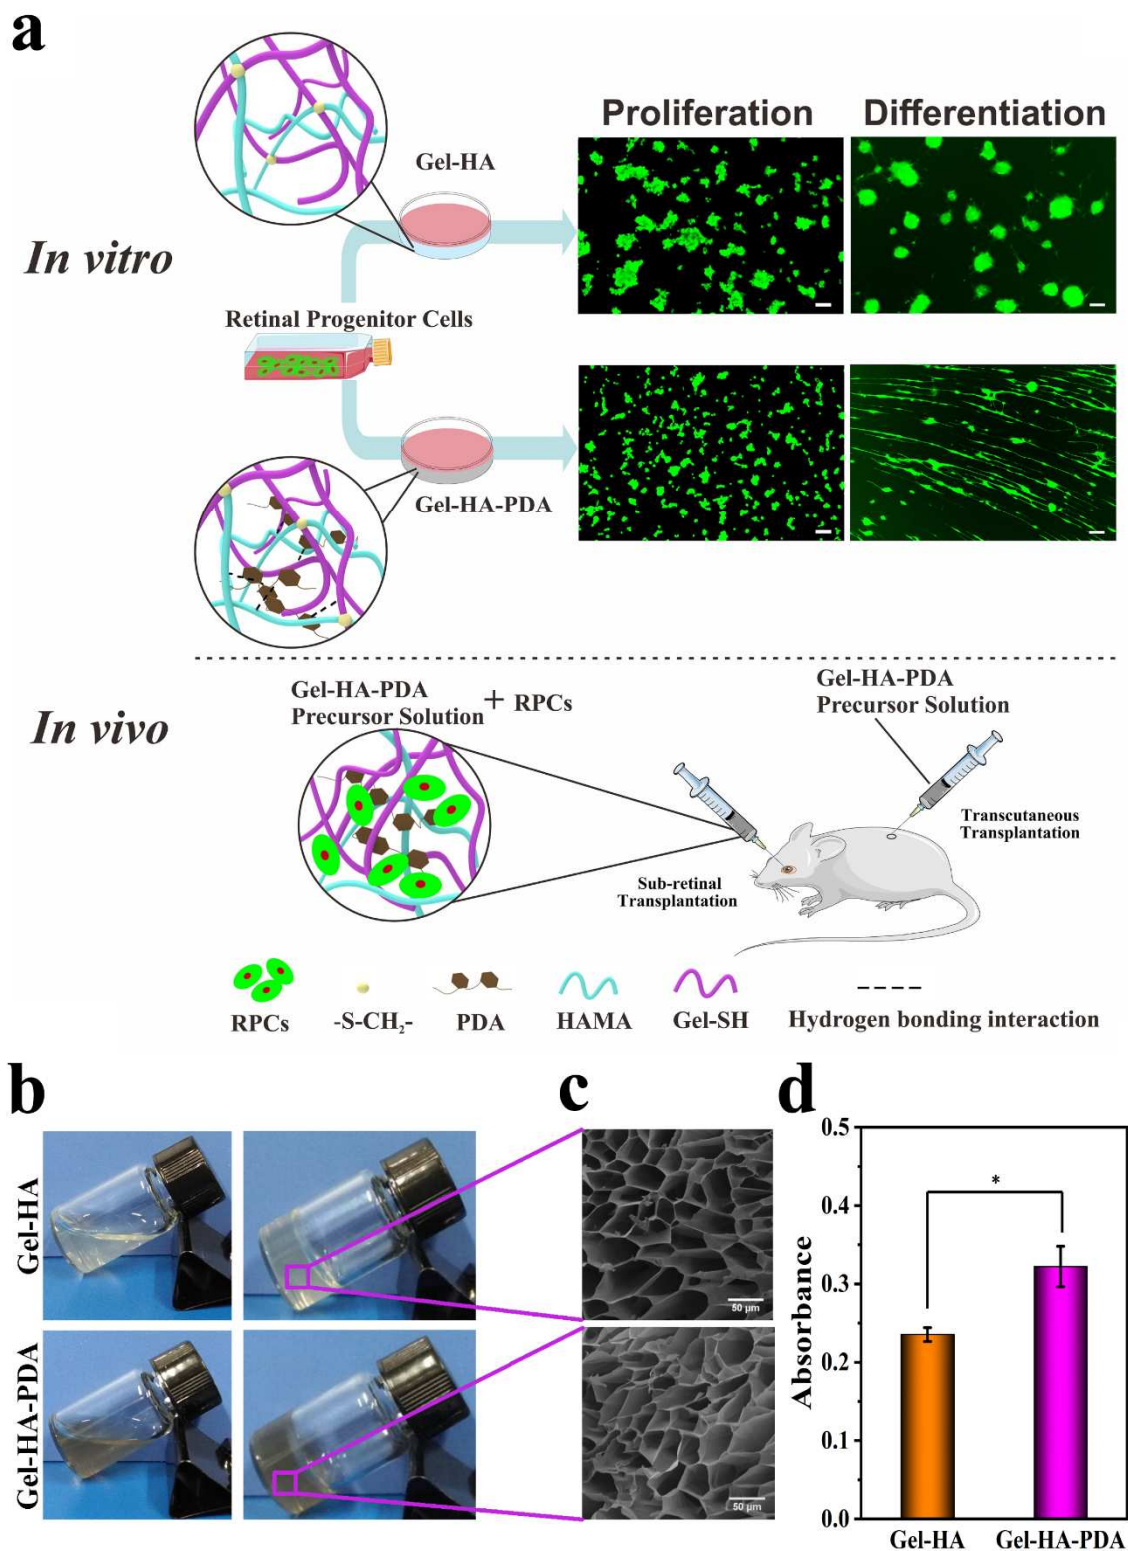 a
Proliferation
Differentiation
Gel-HA
In vitro
Retinal Progenitor Cells
Gel-HA-PDA
In vivo
Gel-HA-PDA
Precursor Solution + RPCs
Gel-HA-PDA
Precursor Solution
Transcutaneous
Transplantation
Sub-retinal
Transplantation
RPCs
-S-CH₂-
PDA
HAMA
Gel-SH
Hydrogen bonding interaction
b
Gel-HA
Gel-HA-PDA
c
50 μm
50 μm
d
Absorbance
0.5
0.4
0.3
0.2
0.1
0.0
*
Gel-HA
Gel-HA-PDA